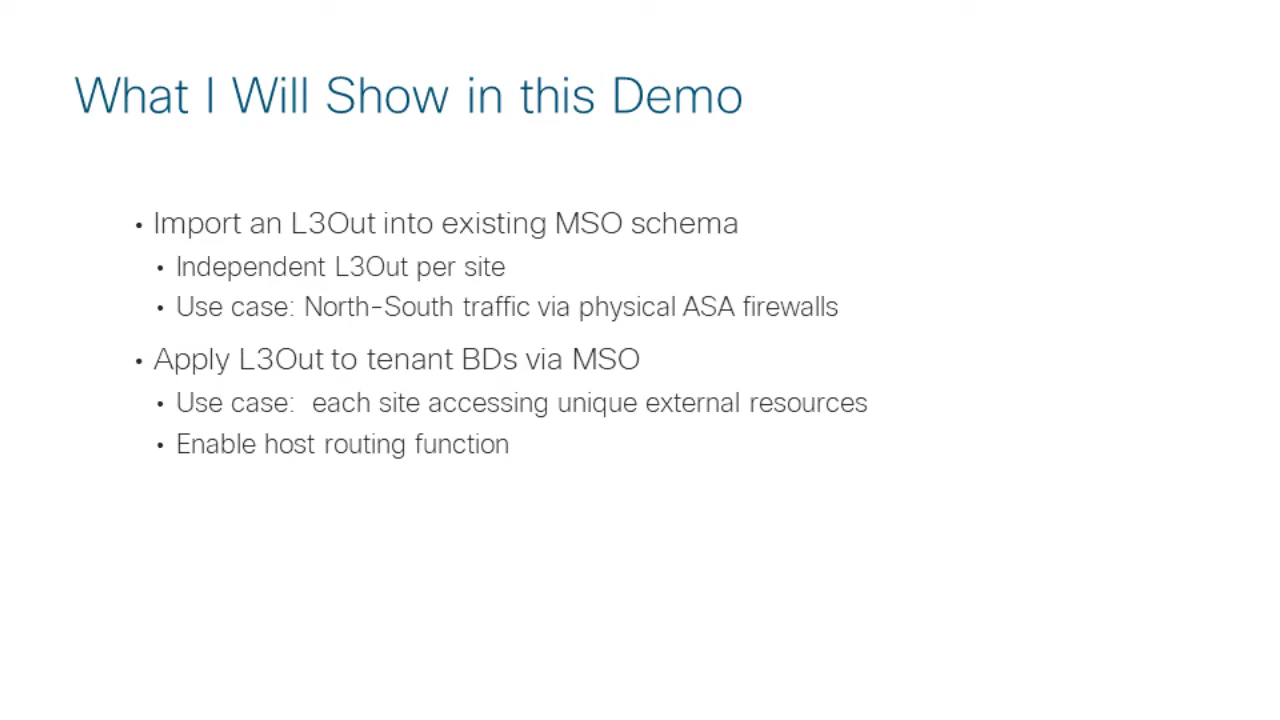 What I Will Show in this Demo
• Import an L3Out into existing MSO schema
• Independent L3Out per site
• Use case: North-South traffic via physical ASA firewalls
• Apply L3Out to tenant BDs via MSO
• Use case:  each site accessing unique external resources
• Enable host routing function